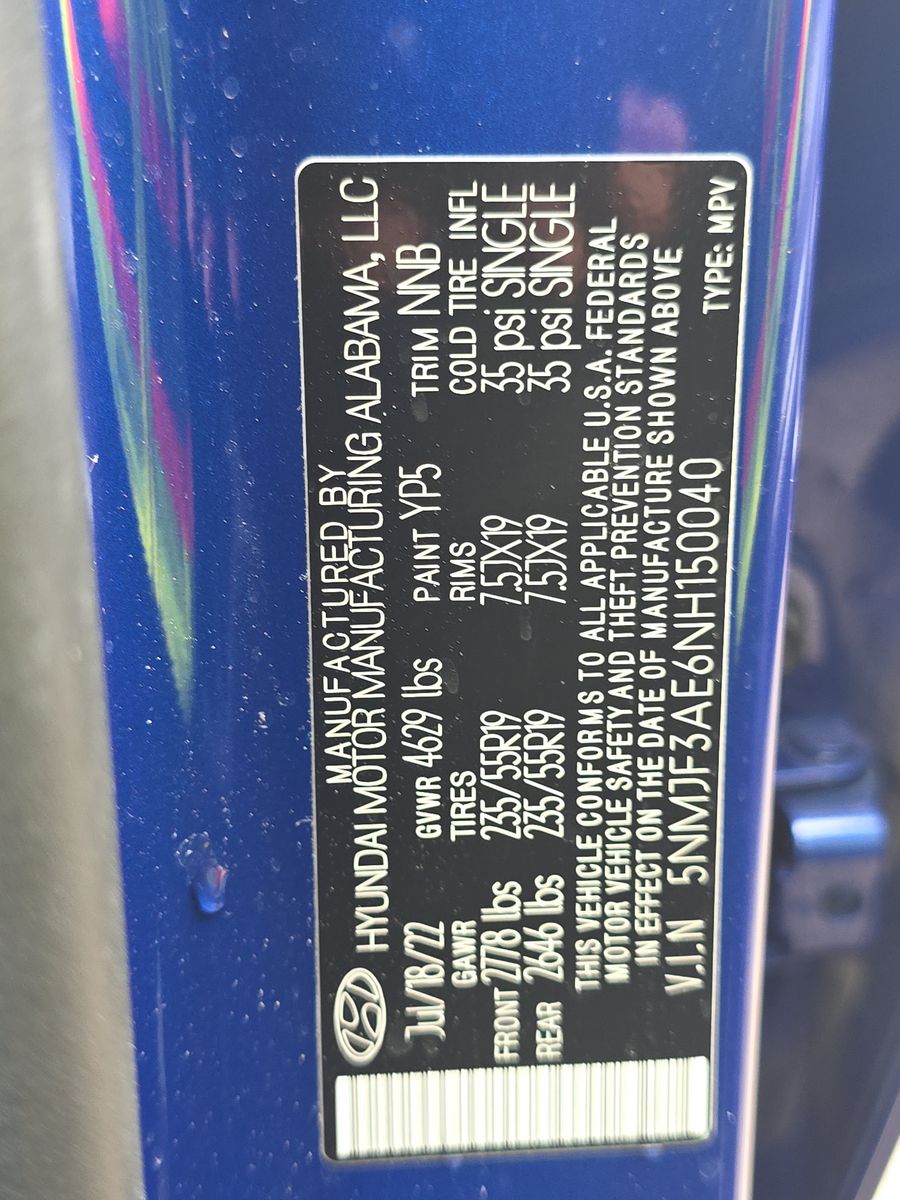 MANUFACTURED BY
HYUNDAI MOTOR MANUFACTURING ALABAMA, LLC
Jul/18/22 GVWR 4629 lbs PAINT YP5 TRIM NNB
GAWR TIRES RIMS COLD TIRE INFL
FRONT 2778 lbs 235/55R19 7.5JX19 35 psi SINGLE
REAR 2646 lbs 235/55R19 7.5JX19 35 psi SINGLE
THIS VEHICLE CONFORMS TO ALL APPLICABLE U.S.A. FEDERAL
MOTOR VEHICLE SAFETY AND THEFT PREVENTION STANDARDS
IN EFFECT ON THE DATE OF MANUFACTURE SHOWN ABOVE
V.I.N 5NMJF3AE6NH150040 TYPE: MPV